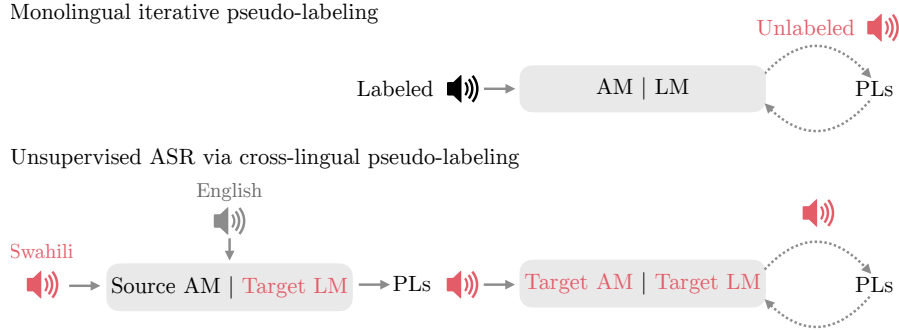 Monolingual iterative pseudo-labeling
Unlabeled
Labeled
AM | LM
PLs
Unsupervised ASR via cross-lingual pseudo-labeling
English
Swahili
Source AM | Target LM
PLs
Target AM | Target LM
PLs